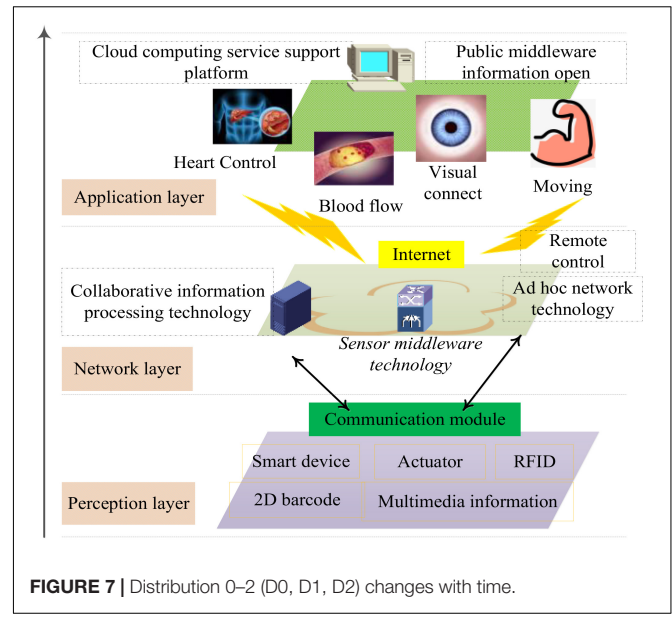 Cloud computing service support
platform
Public middleware
information open
Heart Control
Blood flow
Visual
connect
Moving
Application layer
Internet
Remote
control
Collaborative information
processing technology
Ad hoc network
technology
Sensor middleware
technology
Network layer
Communication module
Smart device
Actuator
RFID
2D barcode
Multimedia information
Perception layer
FIGURE 7 | Distribution 0–2 (D0, D1, D2) changes with time.